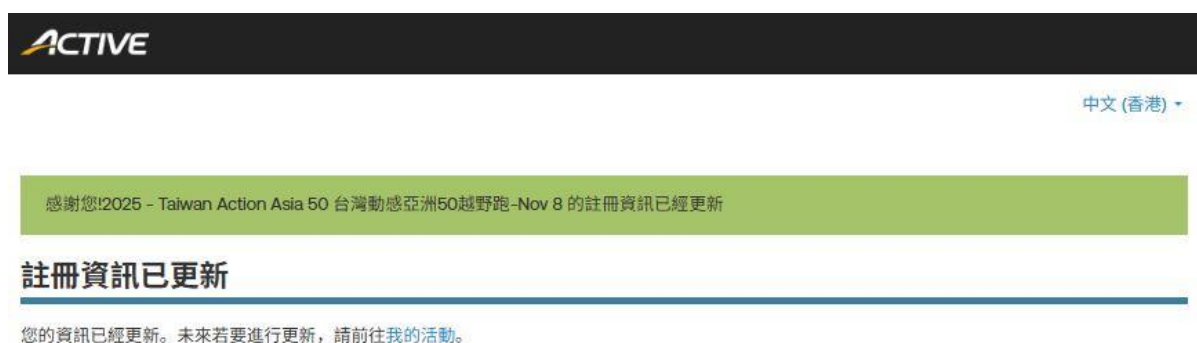 ACTIVE
中文 (香港)
感謝您!2025 - Taiwan Action Asia 50 台灣動感亞洲50越野跑-Nov 8 的註冊資訊已經更新
註冊資訊已更新
您的資訊已經更新。未來若要進行更新，請前往我的活動。